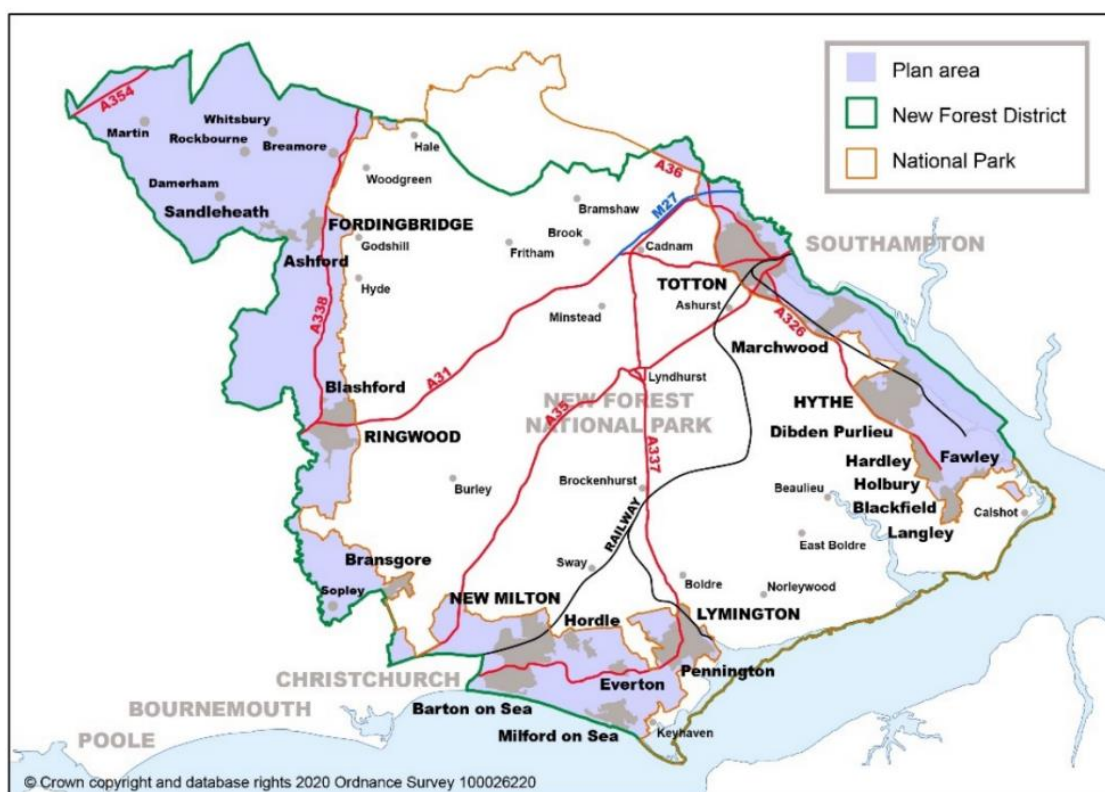 Plan area
New Forest District
National Park
A354
Martin
Whitsbury
Rockbourne
Breamore
Hale
Woodgreen
Damerham
Sandleheath
FORDINGBRIDGE
Godshill
Ashford
Hyde
A338
A36
M27
Bramshaw
Brook
Fritham
Cadnam
SOUTHAMPTON
TOTTON
Ashurst
Minstead
A326
Marchwood
A31
Blashford
RINGWOOD
Lyndhurst
NEW FOREST
NATIONAL PARK
A35
A337
HYTHE
Dibden Purlieu
Hardley
Fawley
Holbury
Blackfield
Langley
Calshot
Burley
Brockenhurst
Beaulieu
East Boldre
RAILWAY
Bransgore
Sopley
Sway
Boldre
Norleywood
NEW MILTON
Hordle
LYMINGTON
Pennington
CHRISTCHURCH
Everton
BOURNEMOUTH
Barton on Sea
Milford on Sea
Keyhaven
POOLE
© Crown copyright and database rights 2020 Ordnance Survey 100026220